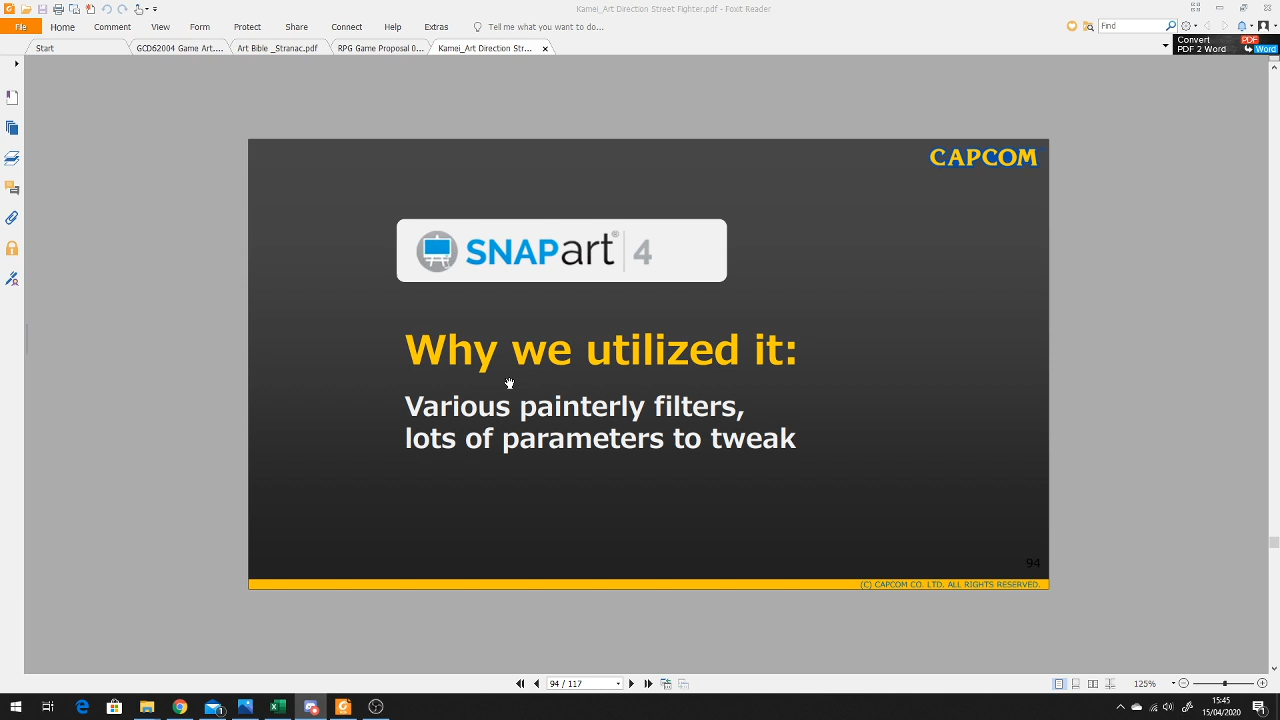 Kamei_Art Direction Street Fighter.pdf - Foxit Reader
File Home Comment View Form Protect Share Connect Help Extras Tell me what you want to do... Find
Start GCD62004 Game Art.... Art Bible _Stranac.pdf RPG Game Proposal 0... Kamei_Art Direction Str... ×
Convert PDF
PDF 2 Word Word
CAPCOM
SNAPart® 4
Why we utilized it:
Various painterly filters,
lots of parameters to tweak
94
(C) CAPCOM CO. LTD. ALL RIGHTS RESERVED.
94 / 117
125%
15:45
15/04/2020